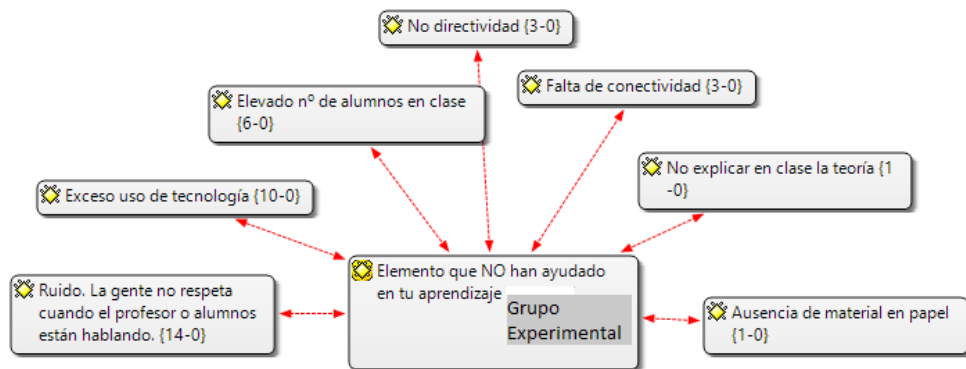 No directividad {3-0}
Falta de conectividad {3-0}
Elevado nº de alumnos en clase
{6-0}
No explicar en clase la teoría {1
-0}
Exceso uso de tecnología {10-0}
Elemento que NO han ayudado
en tu aprendizaje
Grupo
Experimental
Ruido. La gente no respeta
cuando el profesor o alumnos
están hablando. {14-0}
Ausencia de material en papel
{1-0}